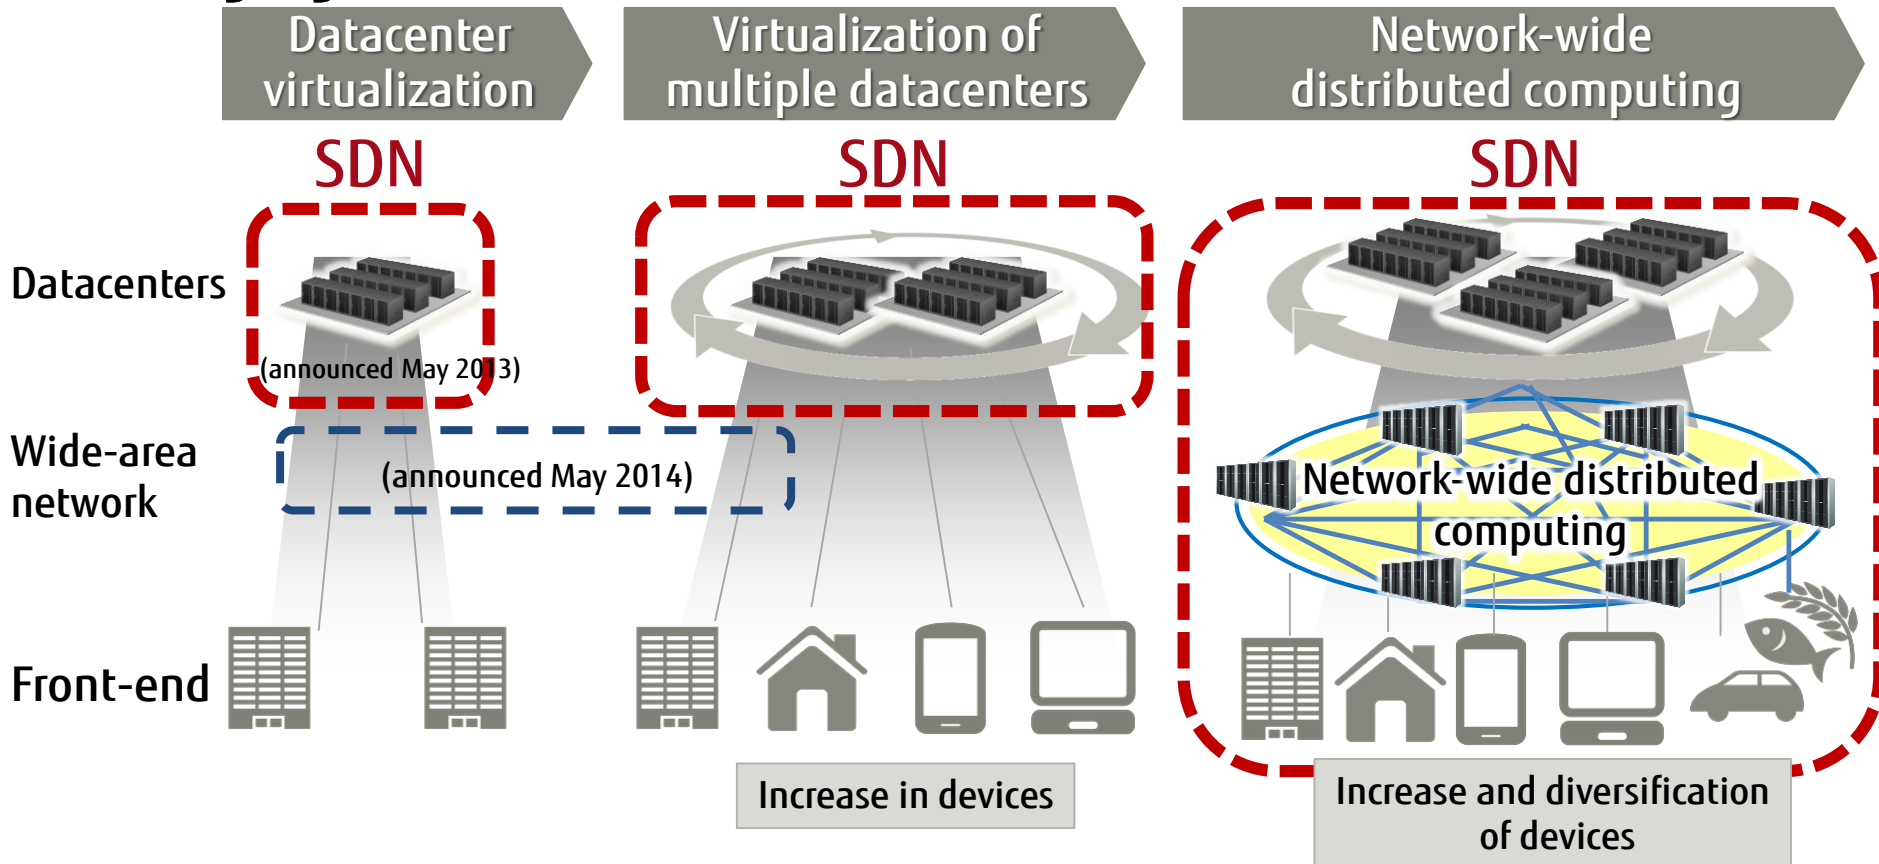 Datacenter
virtualization
Virtualization of
multiple datacenters
Network-wide
distributed computing
SDN
SDN
SDN
Datacenters
(announced May 2013)
Wide-area
network
(announced May 2014)
Network-wide distributed
computing
Front-end
Increase in devices
Increase and diversification
of devices